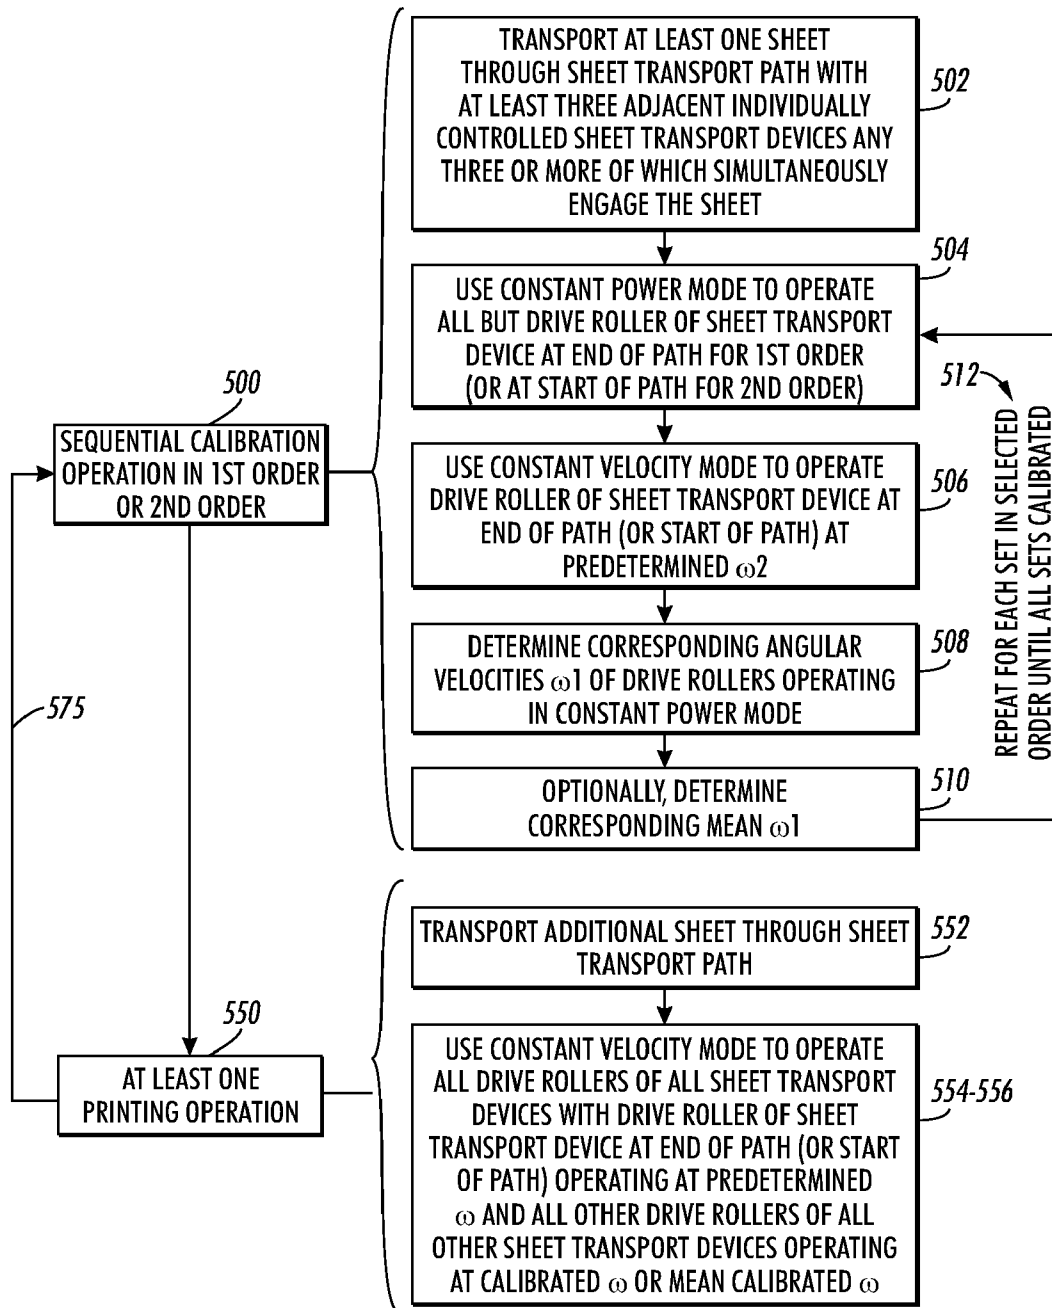 TRANSPORT AT LEAST ONE SHEET
THROUGH SHEET TRANSPORT PATH WITH
AT LEAST THREE ADJACENT INDIVIDUALLY
CONTROLLED SHEET TRANSPORT DEVICES ANY
THREE OR MORE OF WHICH SIMULTANEOUSLY
ENGAGE THE SHEET
502
504
USE CONSTANT POWER MODE TO OPERATE
ALL BUT DRIVE ROLLER OF SHEET TRANSPORT
DEVICE AT END OF PATH FOR 1ST ORDER
(OR AT START OF PATH FOR 2ND ORDER)
512
REPEAT FOR EACH SET IN SELECTED
ORDER UNTIL ALL SETS CALIBRATED
500
SEQUENTIAL CALIBRATION
OPERATION IN 1ST ORDER
OR 2ND ORDER
USE CONSTANT VELOCITY MODE TO OPERATE
DRIVE ROLLER OF SHEET TRANSPORT DEVICE AT
END OF PATH (OR START OF PATH) AT
PREDETERMINED ω2
506
DETERMINE CORRESPONDING ANGULAR
VELOCITIES ω1 OF DRIVE ROLLERS OPERATING
IN CONSTANT POWER MODE
508
575
OPTIONALLY, DETERMINE
CORRESPONDING MEAN ω1
510
TRANSPORT ADDITIONAL SHEET THROUGH SHEET
TRANSPORT PATH
552
550
AT LEAST ONE
PRINTING OPERATION
USE CONSTANT VELOCITY MODE TO OPERATE
ALL DRIVE ROLLERS OF ALL SHEET TRANSPORT
DEVICES WITH DRIVE ROLLER OF SHEET
TRANSPORT DEVICE AT END OF PATH (OR START
OF PATH) OPERATING AT PREDETERMINED
ω AND ALL OTHER DRIVE ROLLERS OF ALL
OTHER SHEET TRANSPORT DEVICES OPERATING
AT CALIBRATED ω OR MEAN CALIBRATED ω
554-556